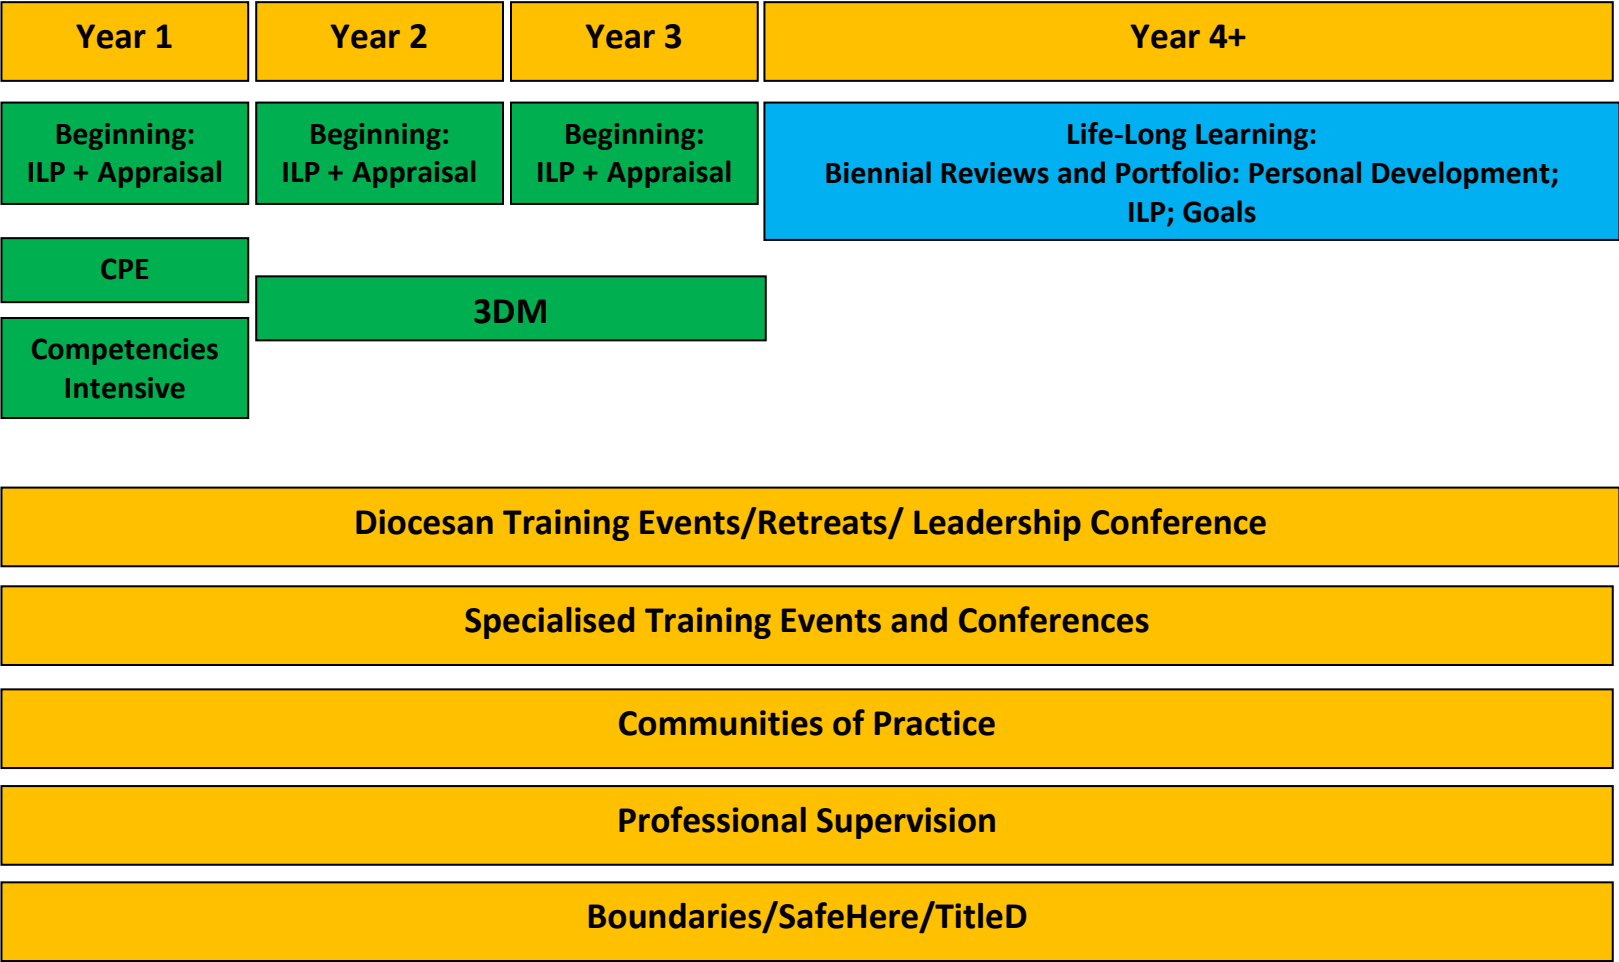 Year 1
Year 2
Year 3
Year 4+
Beginning:
ILP + Appraisal
Beginning:
ILP + Appraisal
Beginning:
ILP + Appraisal
Life-Long Learning:
Biennial Reviews and Portfolio: Personal Development;
ILP; Goals
CPE
3DM
Competencies
Intensive
Diocesan Training Events/Retreats/ Leadership Conference
Specialised Training Events and Conferences
Communities of Practice
Professional Supervision
Boundaries/SafeHere/TitleD